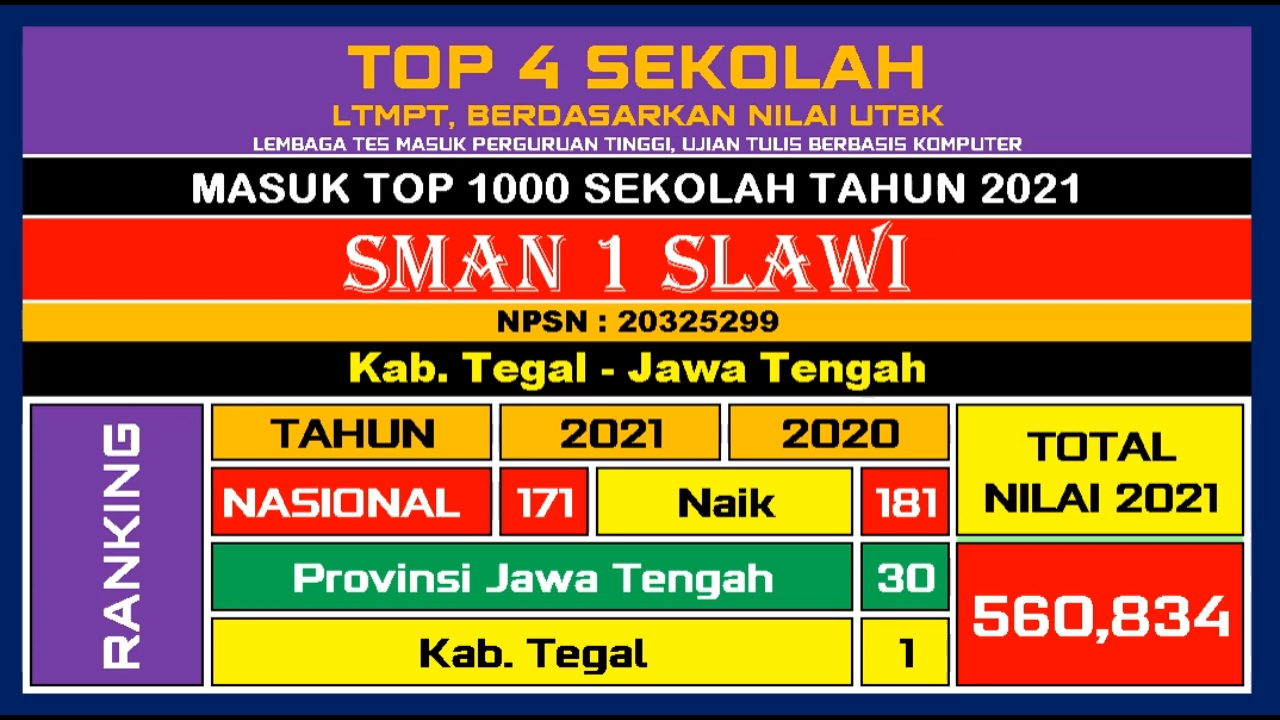 TOP 4 SEKOLAH
LTMPT, BERDASARKAN NILAI UTBK
LEMBAGA TES MASUK PERGURUAN TINGGI, UJIAN TULIS BERBASIS KOMPUTER
MASUK TOP 1000 SEKOLAH TAHUN 2021
SMAN 1 SLAWI
NPSN : 20325299
Kab. Tegal - Jawa Tengah
RANKING
TAHUN 2021 2020
NASIONAL 171 Naik 181
Provinsi Jawa Tengah 30
Kab. Tegal 1
TOTAL
NILAI 2021
560,834